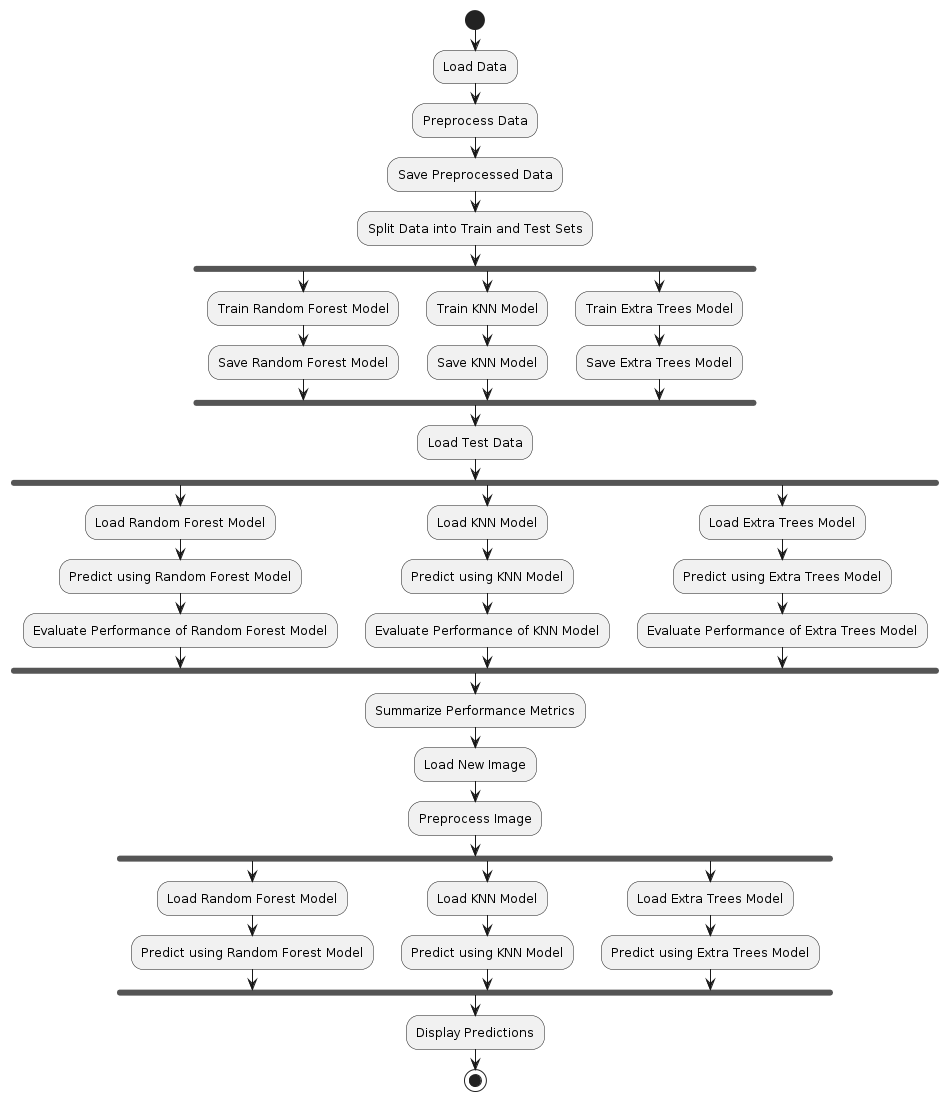 Load Data
Preprocess Data
Save Preprocessed Data
Split Data into Train and Test Sets
Train Random Forest Model
Train KNN Model
Train Extra Trees Model
Save Random Forest Model
Save KNN Model
Save Extra Trees Model
Load Test Data
Load Random Forest Model
Load KNN Model
Load Extra Trees Model
Predict using Random Forest Model
Predict using KNN Model
Predict using Extra Trees Model
Evaluate Performance of Random Forest Model
Evaluate Performance of KNN Model
Evaluate Performance of Extra Trees Model
Summarize Performance Metrics
Load New Image
Preprocess Image
Load Random Forest Model
Load KNN Model
Load Extra Trees Model
Predict using Random Forest Model
Predict using KNN Model
Predict using Extra Trees Model
Display Predictions